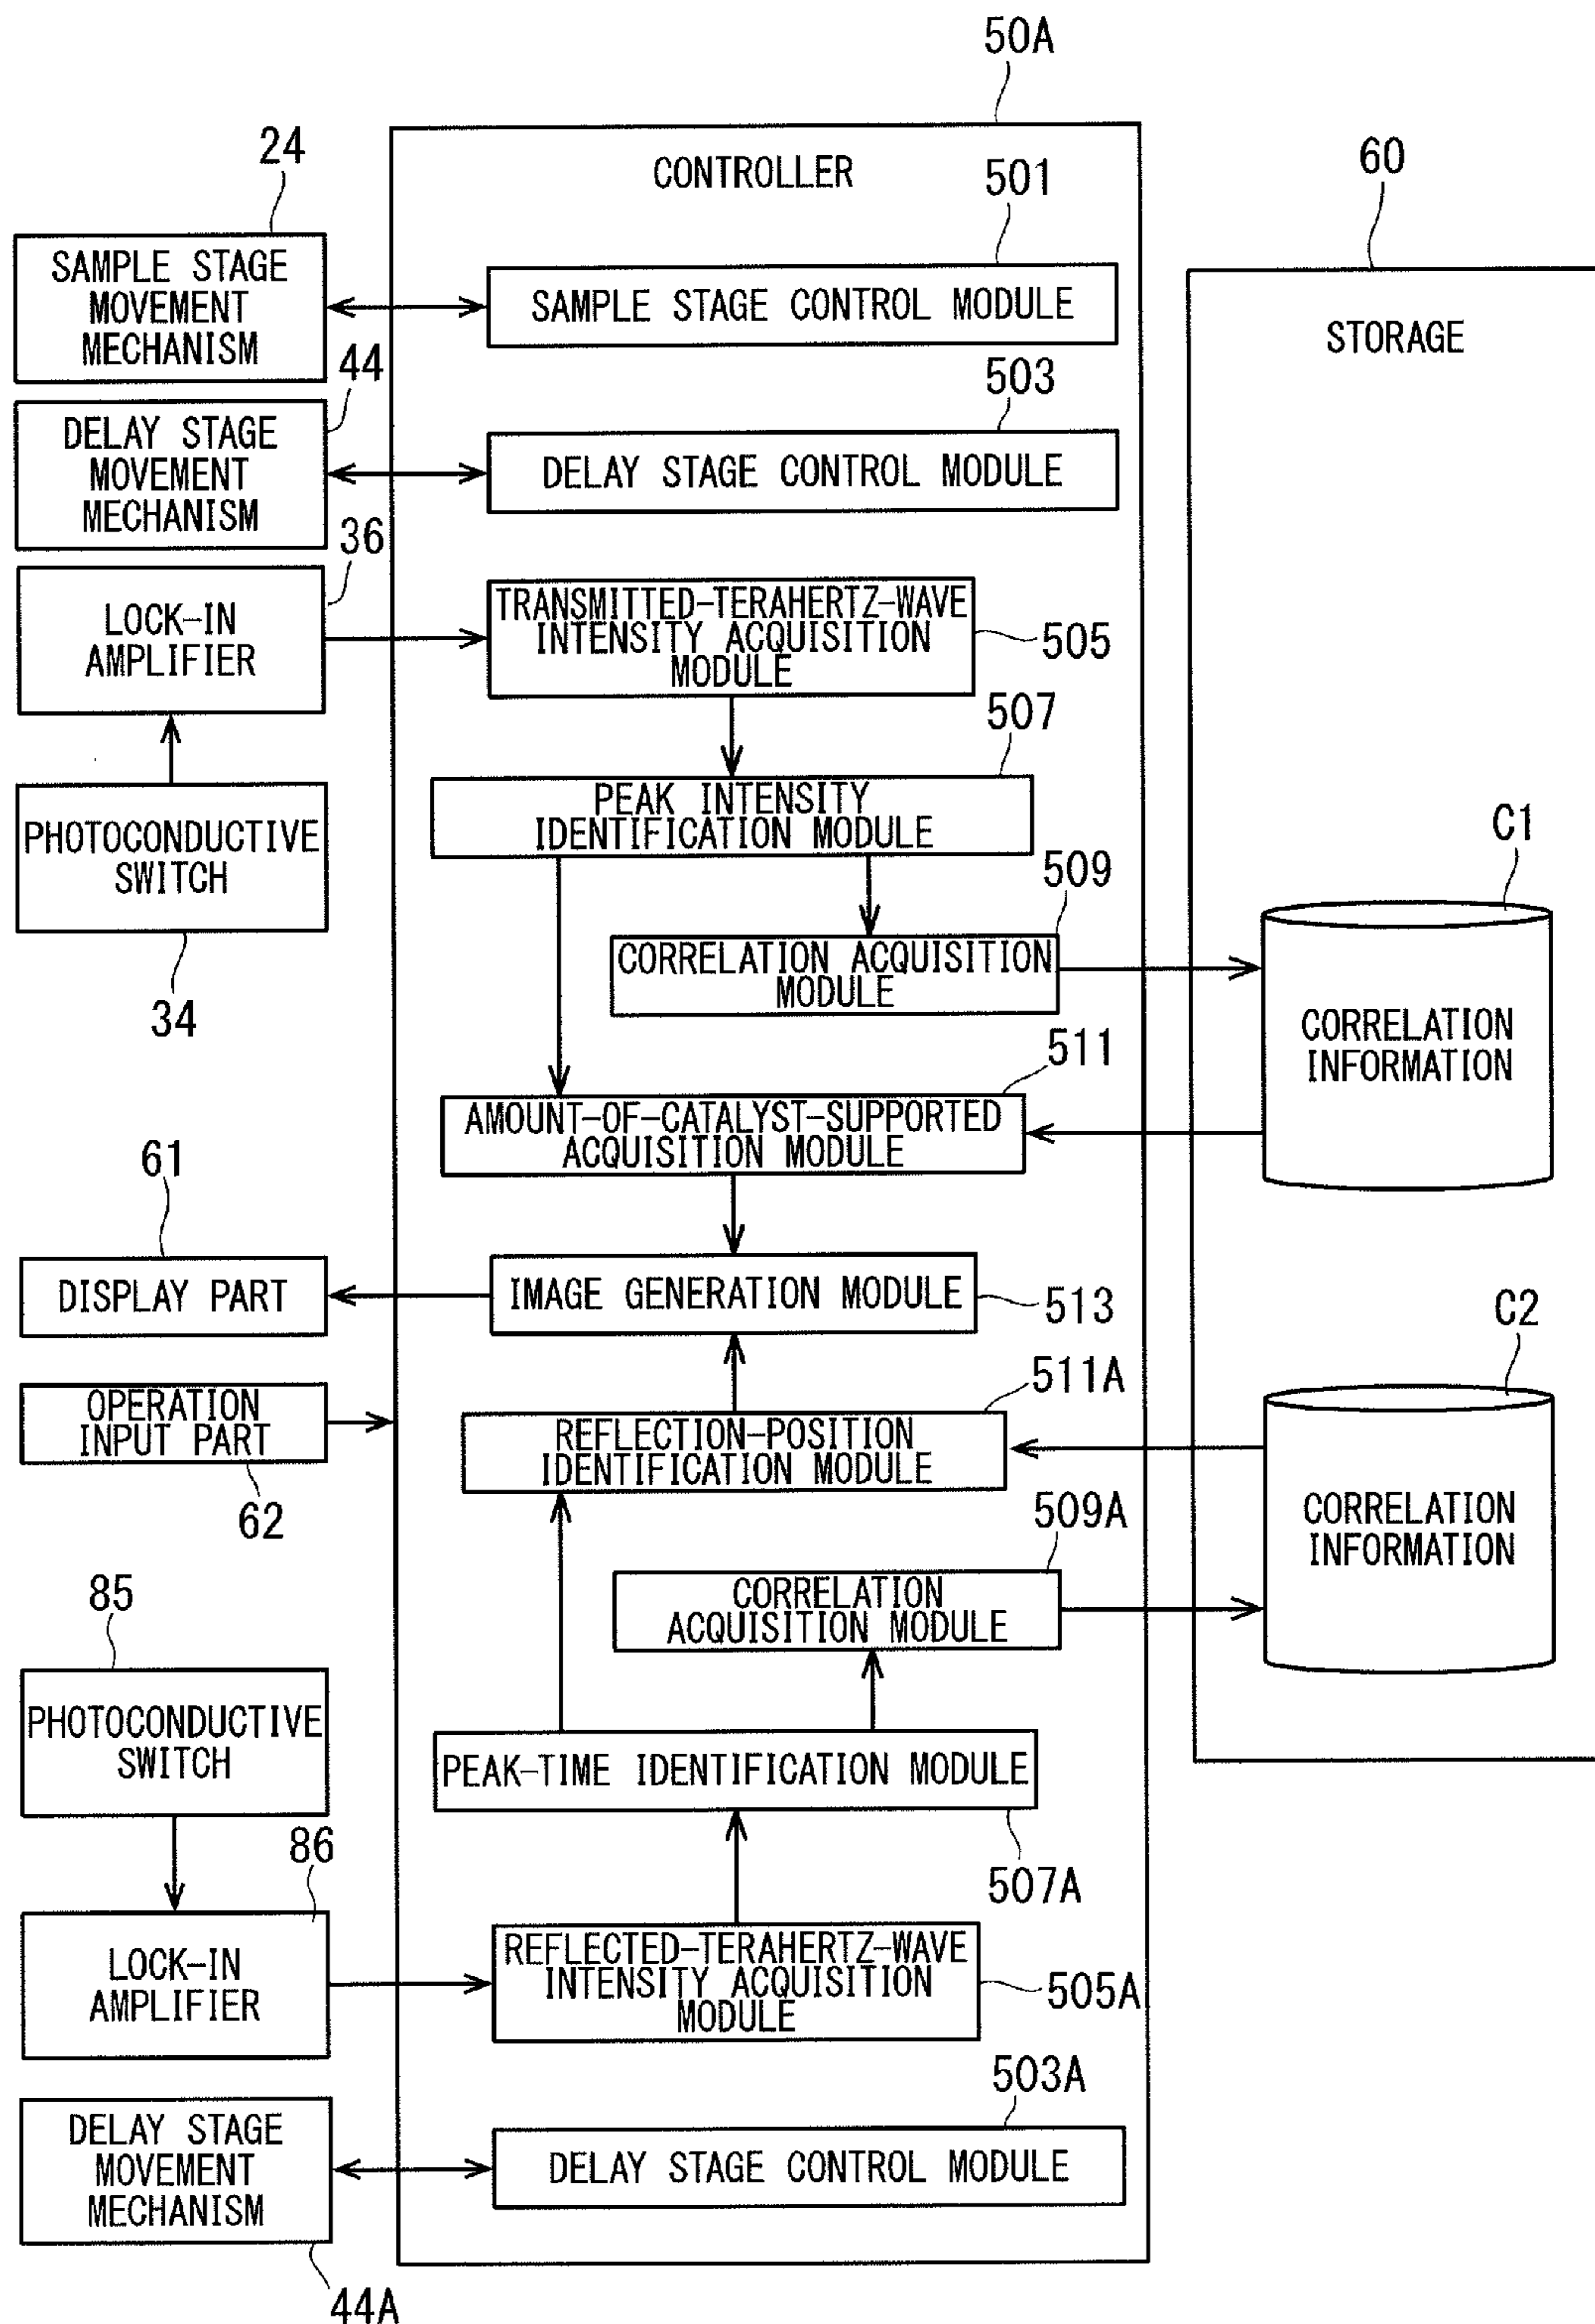 50A
24
CONTROLLER
501
60
SAMPLE STAGE
MOVEMENT
MECHANISM
SAMPLE STAGE CONTROL MODULE
STORAGE
44
503
DELAY STAGE
MOVEMENT
MECHANISM
DELAY STAGE CONTROL MODULE
36
LOCK-IN
AMPLIFIER
TRANSMITTED-TERAHERTZ-WAVE
INTENSITY ACQUISITION
MODULE
505
507
PEAK INTENSITY
IDENTIFICATION MODULE
PHOTOCONDUCTIVE
SWITCH
34
509
C1
CORRELATION ACQUISITION
MODULE
CORRELATION
INFORMATION
511
AMOUNT-OF-CATALYST-SUPPORTED
ACQUISITION MODULE
61
DISPLAY PART
IMAGE GENERATION MODULE
513
C2
511A
OPERATION
INPUT PART
62
REFLECTION-POSITION
IDENTIFICATION MODULE
509A
CORRELATION
INFORMATION
CORRELATION
ACQUISITION MODULE
85
PHOTOCONDUCTIVE
SWITCH
PEAK-TIME IDENTIFICATION MODULE
507A
86
LOCK-IN
AMPLIFIER
REFLECTED-TERAHERTZ-WAVE
INTENSITY ACQUISITION
MODULE
505A
503A
DELAY STAGE
MOVEMENT
MECHANISM
DELAY STAGE CONTROL MODULE
44A